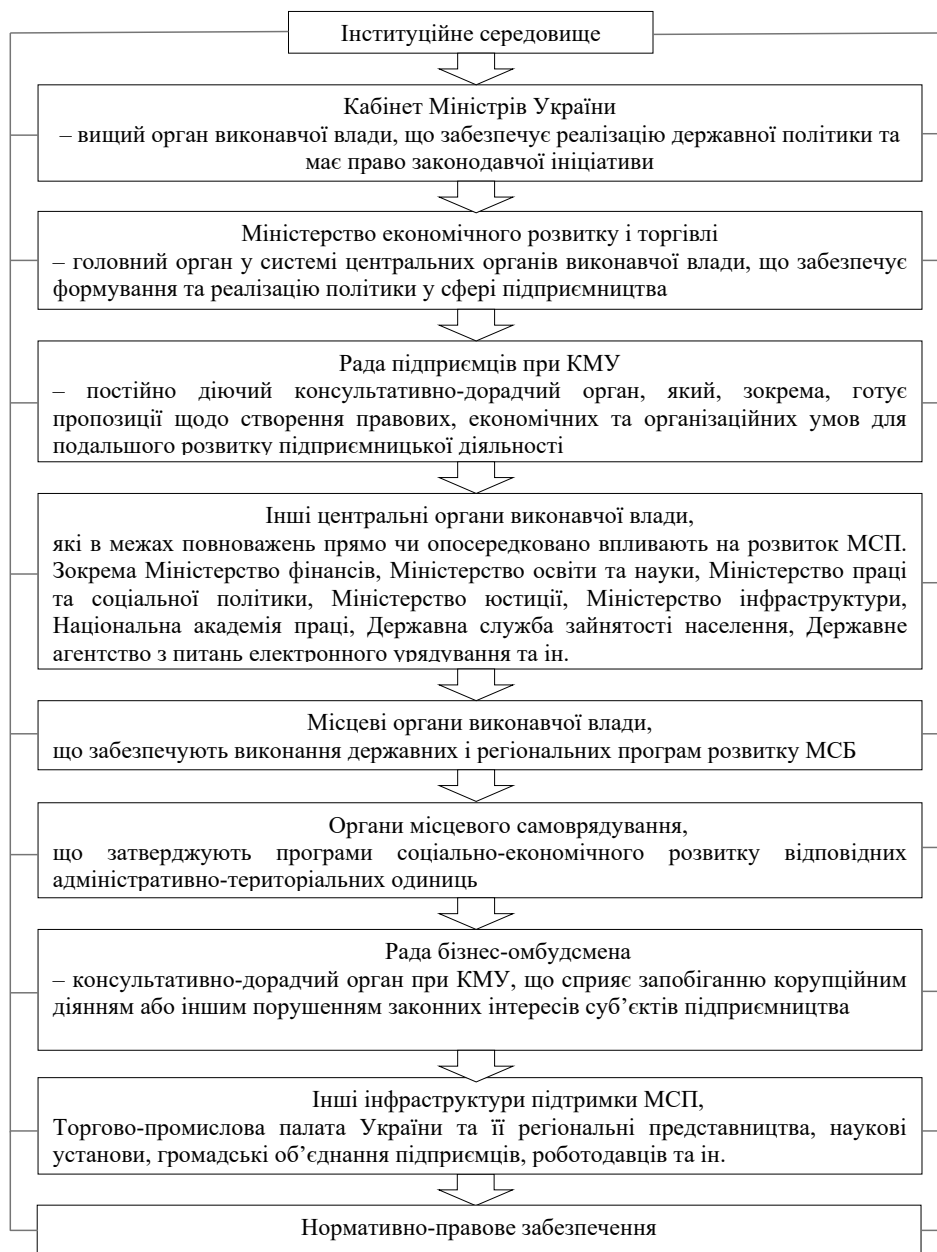 Інституційне середовище
Кабінет Міністрів України
– вищий орган виконавчої влади, що забезпечує реалізацію державної політики та
має право законодавчої ініціативи
Міністерство економічного розвитку і торгівлі
– головний орган у системі центральних органів виконавчої влади, що забезпечує
формування та реалізацію політики у сфері підприємництва
Рада підприємців при КМУ
– постійно діючий консультативно-дорадчий орган, який, зокрема, готує
пропозиції щодо створення правових, економічних та організаційних умов для
подальшого розвитку підприємницької діяльності
Інші центральні органи виконавчої влади,
які в межах повноважень прямо чи опосередковано впливають на розвиток МСП.
Зокрема Міністерство фінансів, Міністерство освіти та науки, Міністерство праці
та соціальної політики, Міністерство юстиції, Міністерство інфраструктури,
Національна академія праці, Державна служба зайнятості населення, Державне
агентство з питань електронного урядування та ін.
Місцеві органи виконавчої влади,
що забезпечують виконання державних і регіональних програм розвитку МСБ
Органи місцевого самоврядування,
що затверджують програми соціально-економічного розвитку відповідних
адміністративно-територіальних одиниць
Рада бізнес-омбудсмена
– консультативно-дорадчий орган при КМУ, що сприяє запобіганню корупційним
діянням або іншим порушенням законних інтересів суб’єктів підприємництва
Інші інфраструктури підтримки МСП,
Торгово-промислова палата України та її регіональні представництва, наукові
установи, громадські об’єднання підприємців, роботодавців та ін.
Нормативно-правове забезпечення